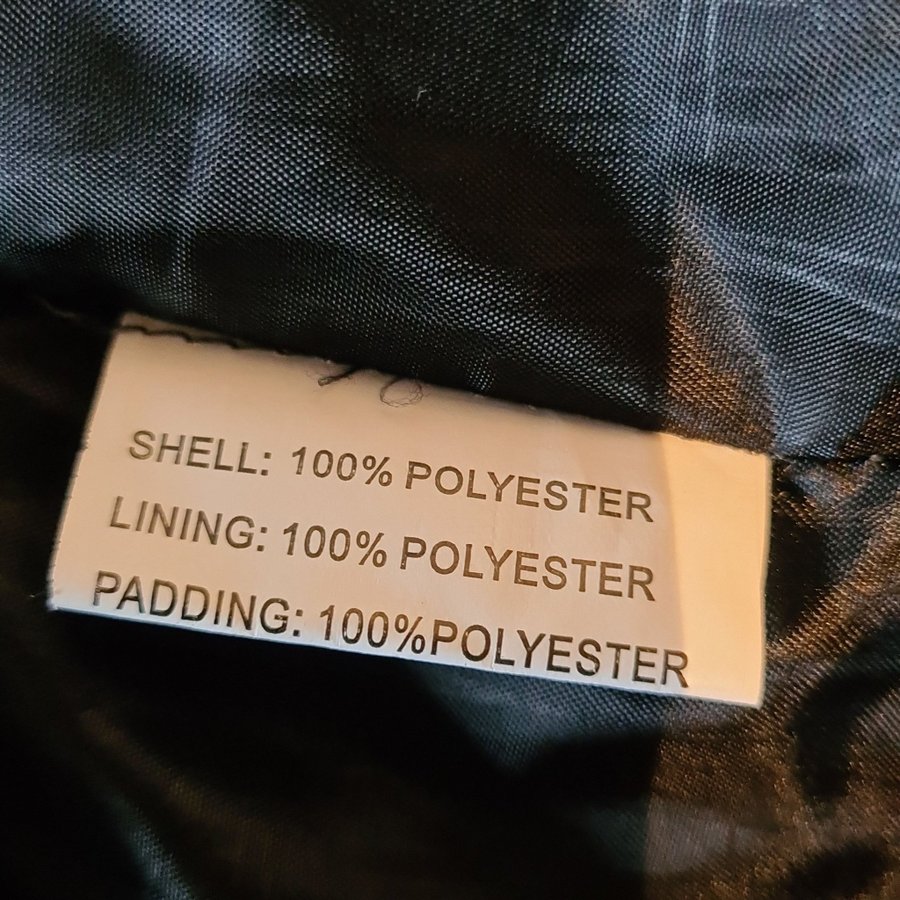 SHELL: 100% POLYESTER
LINING: 100% POLYESTER
PADDING: 100%POLYESTER